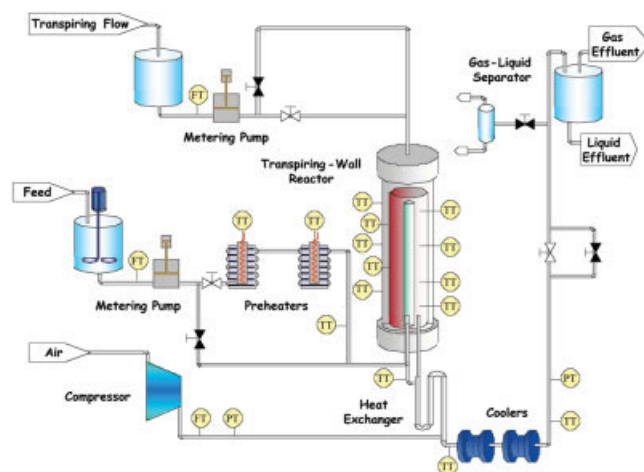 Transpiring Flow
FT
Metering Pump
Gas-Liquid
Separator
Gas
Effluent
Liquid
Effluent
Transpiring-Wall
Reactor
TT
TT
TT
TT
TT
TT
TT
TT
TT
Feed
FT
Metering Pump
TT
TT
Preheaters
TT
Air
Compressor
FT
PT
TT
Heat
Exchanger
Coolers
TT
PT
TT